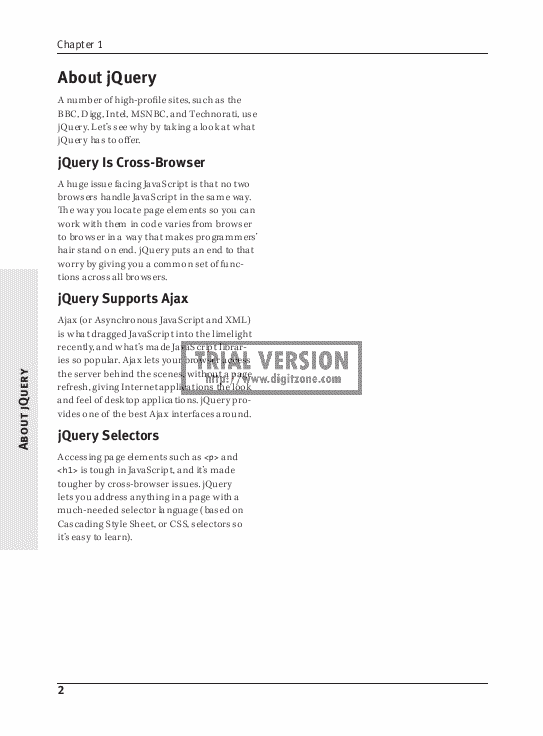 Chapter 1
About jQuery
A number of high-profile sites, such as the
BBC, Digg, Intel, MSNBC, and Technorati, use
jQuery. Let's see why by taking a look at what
jQuery has to offer.
jQuery Is Cross-Browser
A huge issue facing JavaScript is that no two
browsers handle JavaScript in the same way.
The way you locate page elements so you can
work with them in code varies from browser
to browser in a way that makes programmers'
hair stand on end. jQuery puts an end to that
worry by giving you a common set of func-
tions across all browsers.
jQuery Supports Ajax
Ajax (or Asynchronous JavaScript and XML)
is what dragged JavaScript into the limelight
recently, and what's made JavaScript librar-
ies so popular. Ajax lets your browser access
the server behind the scenes, without a page
refresh, giving Internet applications the look
and feel of desktop applications. jQuery pro-
vides one of the best Ajax interfaces around.
jQuery Selectors
Accessing page elements such as <p> and
<h1> is tough in JavaScript, and it's made
tougher by cross-browser issues. jQuery
lets you address anything in a page with a
much-needed selector language (based on
Cascading Style Sheet, or CSS, selectors so
it's easy to learn).
TRIAL VERSION
http://www.digitzone.com
About jQuery
2